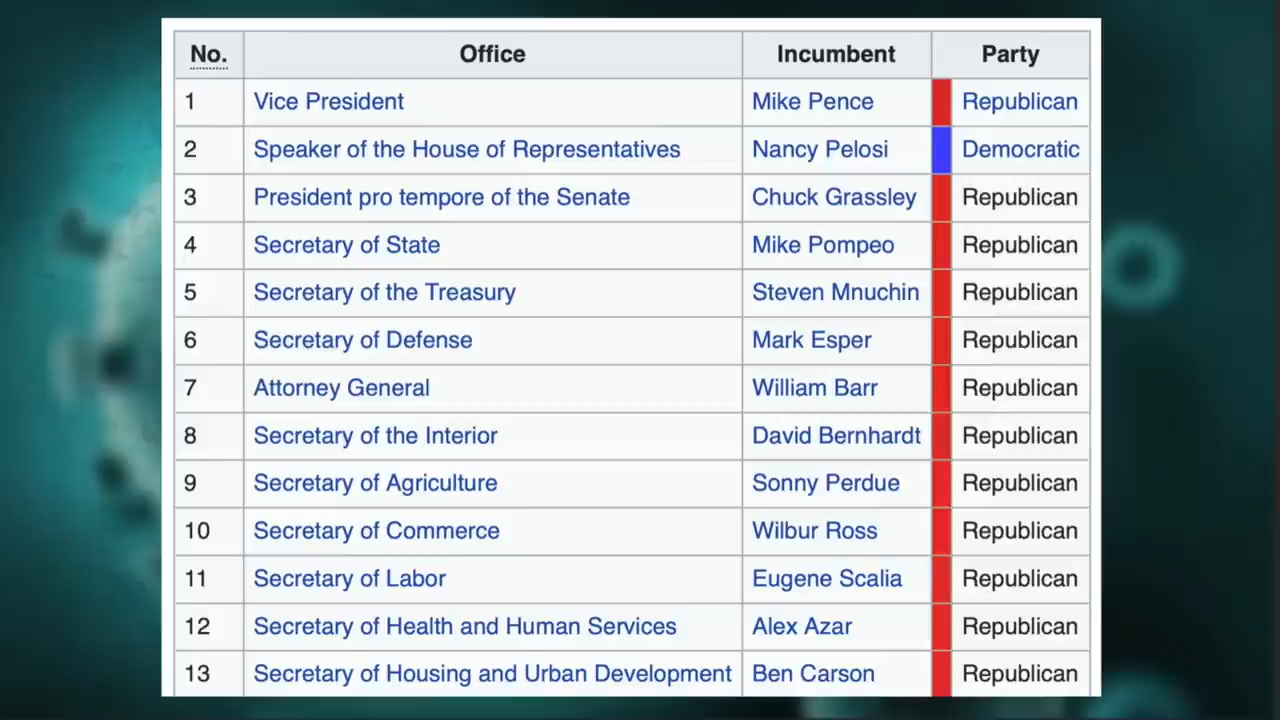 No. Office Incumbent Party
1 Vice President Mike Pence Republican
2 Speaker of the House of Representatives Nancy Pelosi Democratic
3 President pro tempore of the Senate Chuck Grassley Republican
4 Secretary of State Mike Pompeo Republican
5 Secretary of the Treasury Steven Mnuchin Republican
6 Secretary of Defense Mark Esper Republican
7 Attorney General William Barr Republican
8 Secretary of the Interior David Bernhardt Republican
9 Secretary of Agriculture Sonny Perdue Republican
10 Secretary of Commerce Wilbur Ross Republican
11 Secretary of Labor Eugene Scalia Republican
12 Secretary of Health and Human Services Alex Azar Republican
13 Secretary of Housing and Urban Development Ben Carson Republican